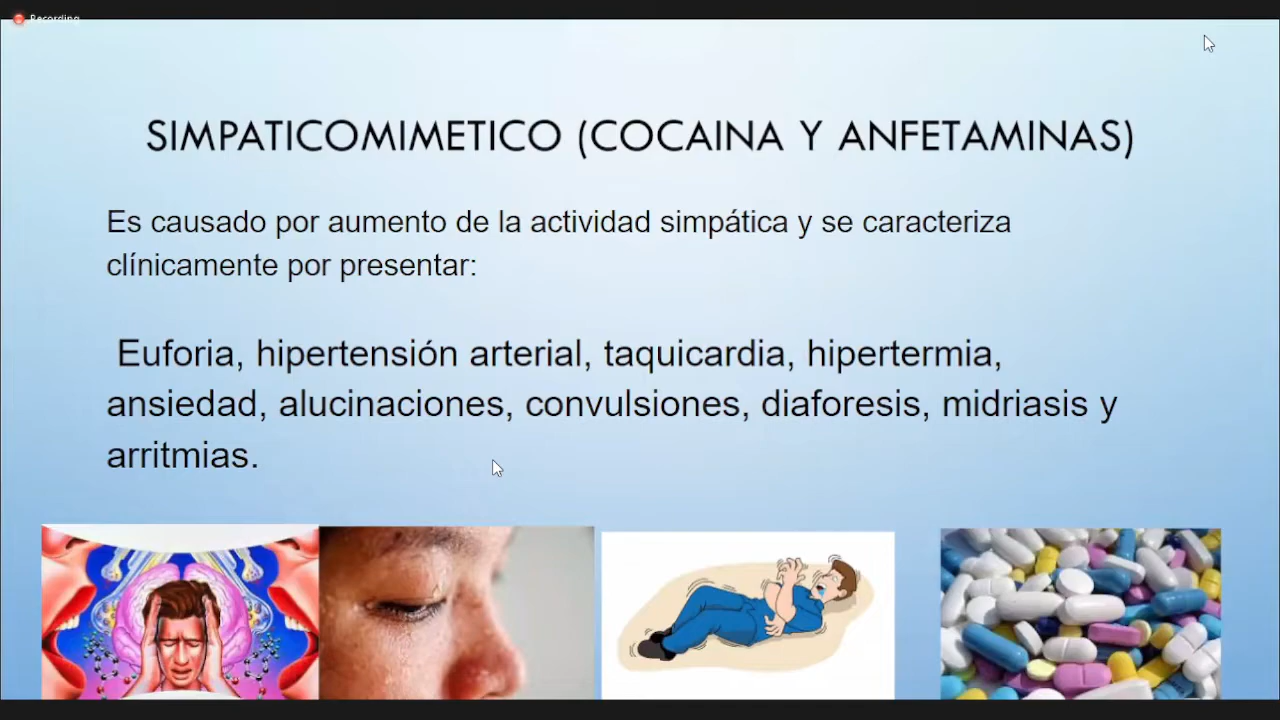 Recording
SIMPATICOMIMETICO (COCAINA Y ANFETAMINAS)
Es causado por aumento de la actividad simpática y se caracteriza
clínicamente por presentar:
Euforia, hipertensión arterial, taquicardia, hipertermia,
ansiedad, alucinaciones, convulsiones, diaforesis, midriasis y
arritmias.